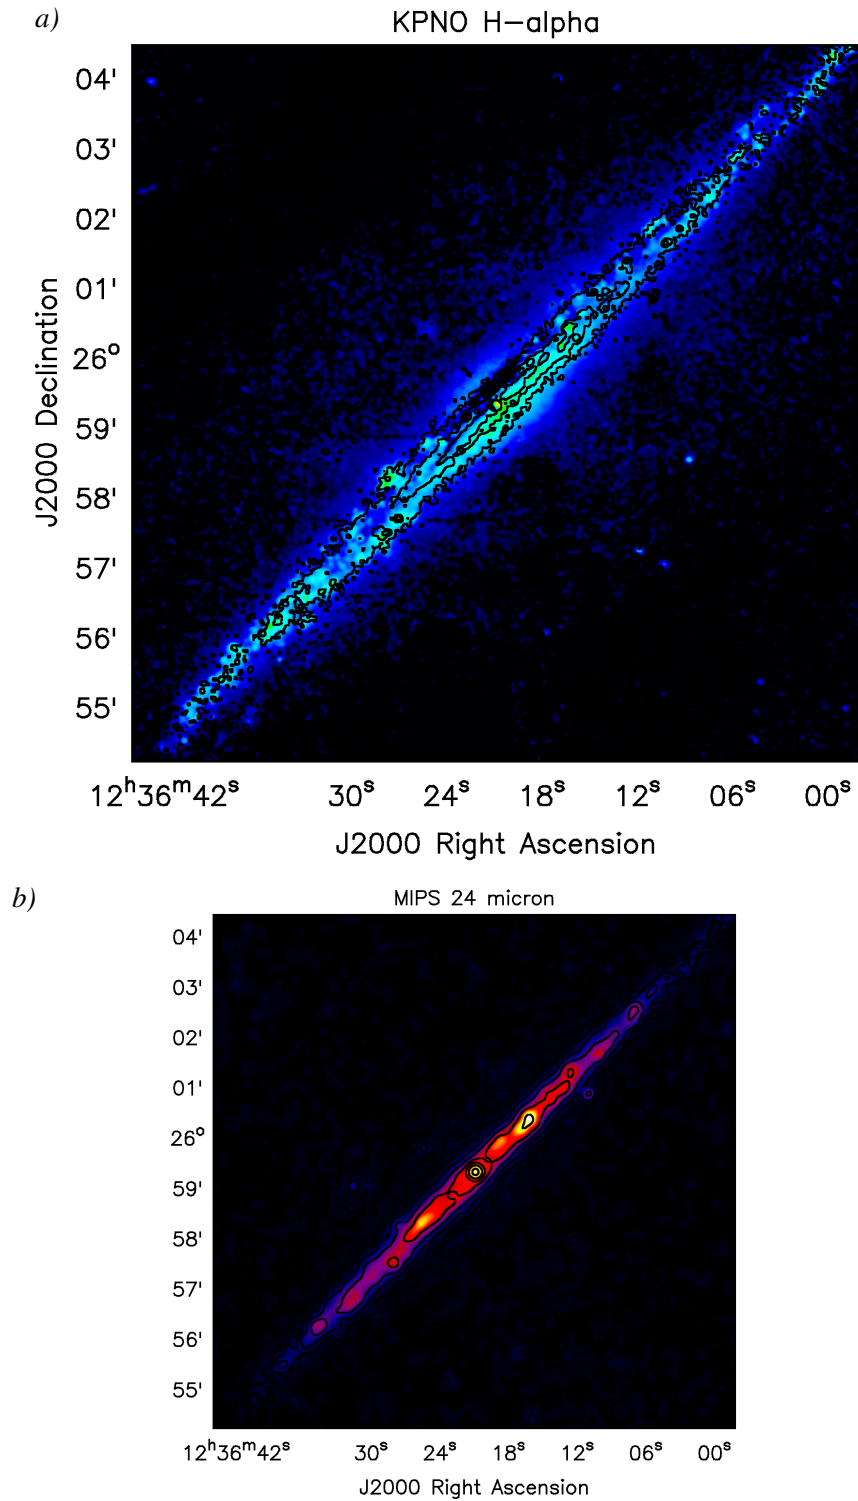 a)
KPNO H-alpha
04'
03'
02'
01'
26°
59'
58'
57'
56'
55'
J2000 Declination
12ʰ36ᵐ42ˢ 30ˢ 24ˢ 18ˢ 12ˢ 06ˢ 00ˢ
J2000 Right Ascension
b)
MIPS 24 micron
04'
03'
02'
01'
26°
59'
58'
57'
56'
55'
12ʰ36ᵐ42ˢ 30ˢ 24ˢ 18ˢ 12ˢ 06ˢ 00ˢ
J2000 Right Ascension